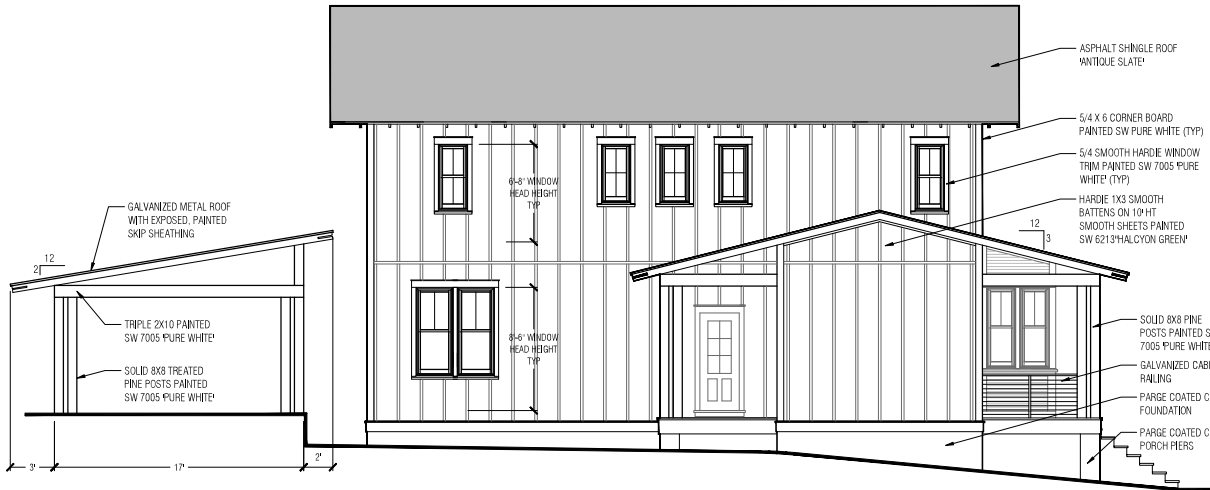 ASPHALT SHINGLE ROOF
'ANTIQUE SLATE'
5/4 X 6 CORNER BOARD
PAINTED SW PURE WHITE (TYP)
5/4 SMOOTH HARDIE WINDOW
TRIM PAINTED SW 7005 'PURE
WHITE' (TYP)
HARDIE 1X3 SMOOTH
BATTENS ON 10' HT
SMOOTH SHEETS PAINTED
SW 6213'HALCYON GREEN'
12
3
6'-8" WINDOW
HEAD HEIGHT
TYP
GALVANIZED METAL ROOF
WITH EXPOSED, PAINTED
SKIP SHEATHING
12
2
TRIPLE 2X10 PAINTED
SW 7005 'PURE WHITE'
8'-6" WINDOW
HEAD HEIGHT
TYP
SOLID 8X8 TREATED
PINE POSTS PAINTED
SW 7005 'PURE WHITE'
SOLID 8X8 PINE
POSTS PAINTED S
7005 'PURE WHITE
GALVANIZED CAB
RAILING
PARGE COATED C
FOUNDATION
PARGE COATED C
PORCH PIERS
3'
17'
2'